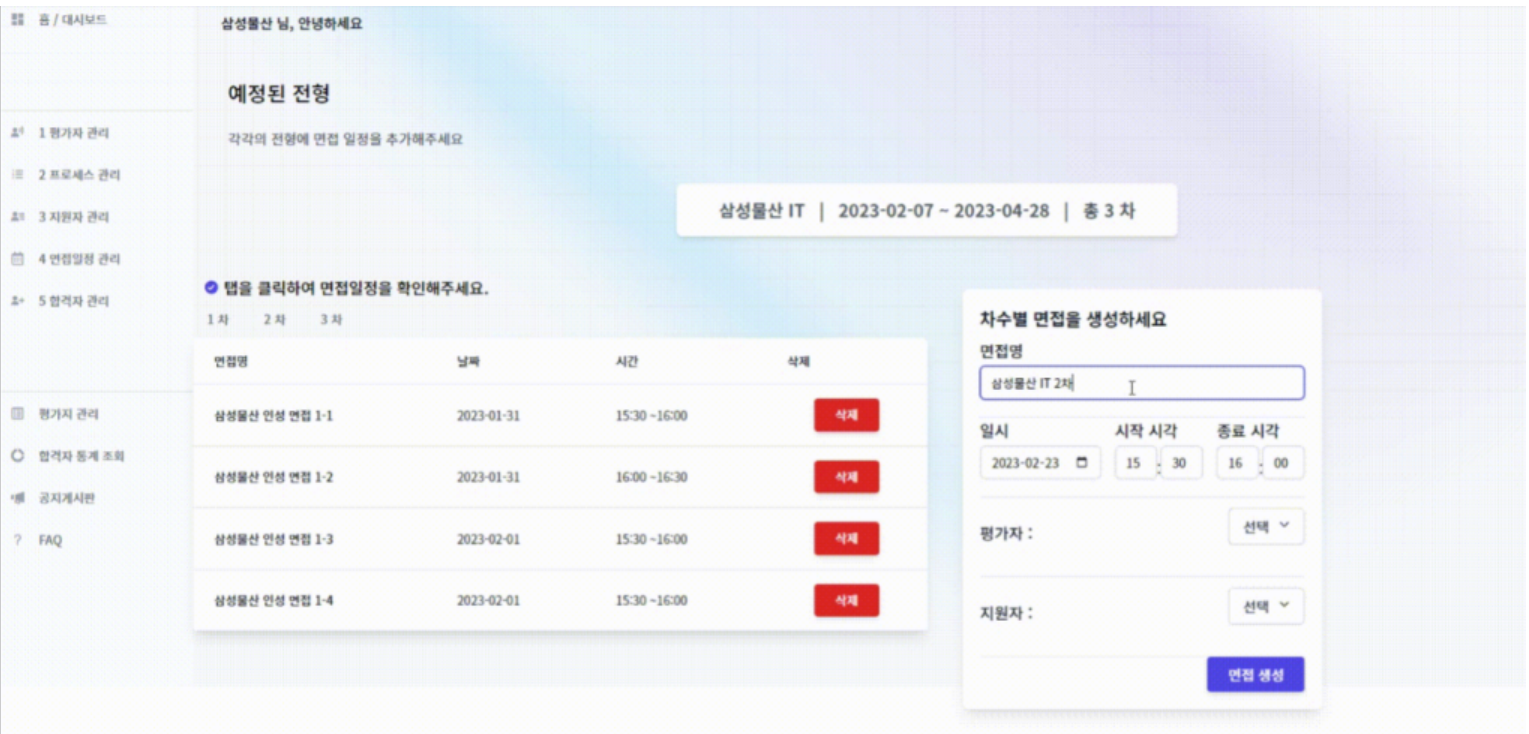 홈 / 대시보드
삼성물산 님, 안녕하세요
예정된 전형
각각의 전형에 면접 일정을 추가해주세요
1 평가자 관리
2 프로세스 관리
3 지원자 관리
4 면접일정 관리
5 합격자 관리
평가지 관리
합격자 통계 조회
공지게시판
? FAQ
삼성물산 IT | 2023-02-07 ~ 2023-04-28 | 총 3 차
탭을 클릭하여 면접일정을 확인해주세요.
1 차 2 차 3 차
면접명 날짜 시간 삭제
삼성물산 인성 면접 1-1 2023-01-31 15:30 ~16:00 삭제
삼성물산 인성 면접 1-2 2023-01-31 16:00 ~16:30 삭제
삼성물산 인성 면접 1-3 2023-02-01 15:30 ~16:00 삭제
삼성물산 인성 면접 1-4 2023-02-01 15:30 ~16:00 삭제
차수별 면접을 생성하세요
면접명
삼성물산 IT 2채
일시 시작 시각 종료 시각
2023-02-23 15 : 30 16 : 00
평가자 : 선택
지원자 : 선택
면접 생성